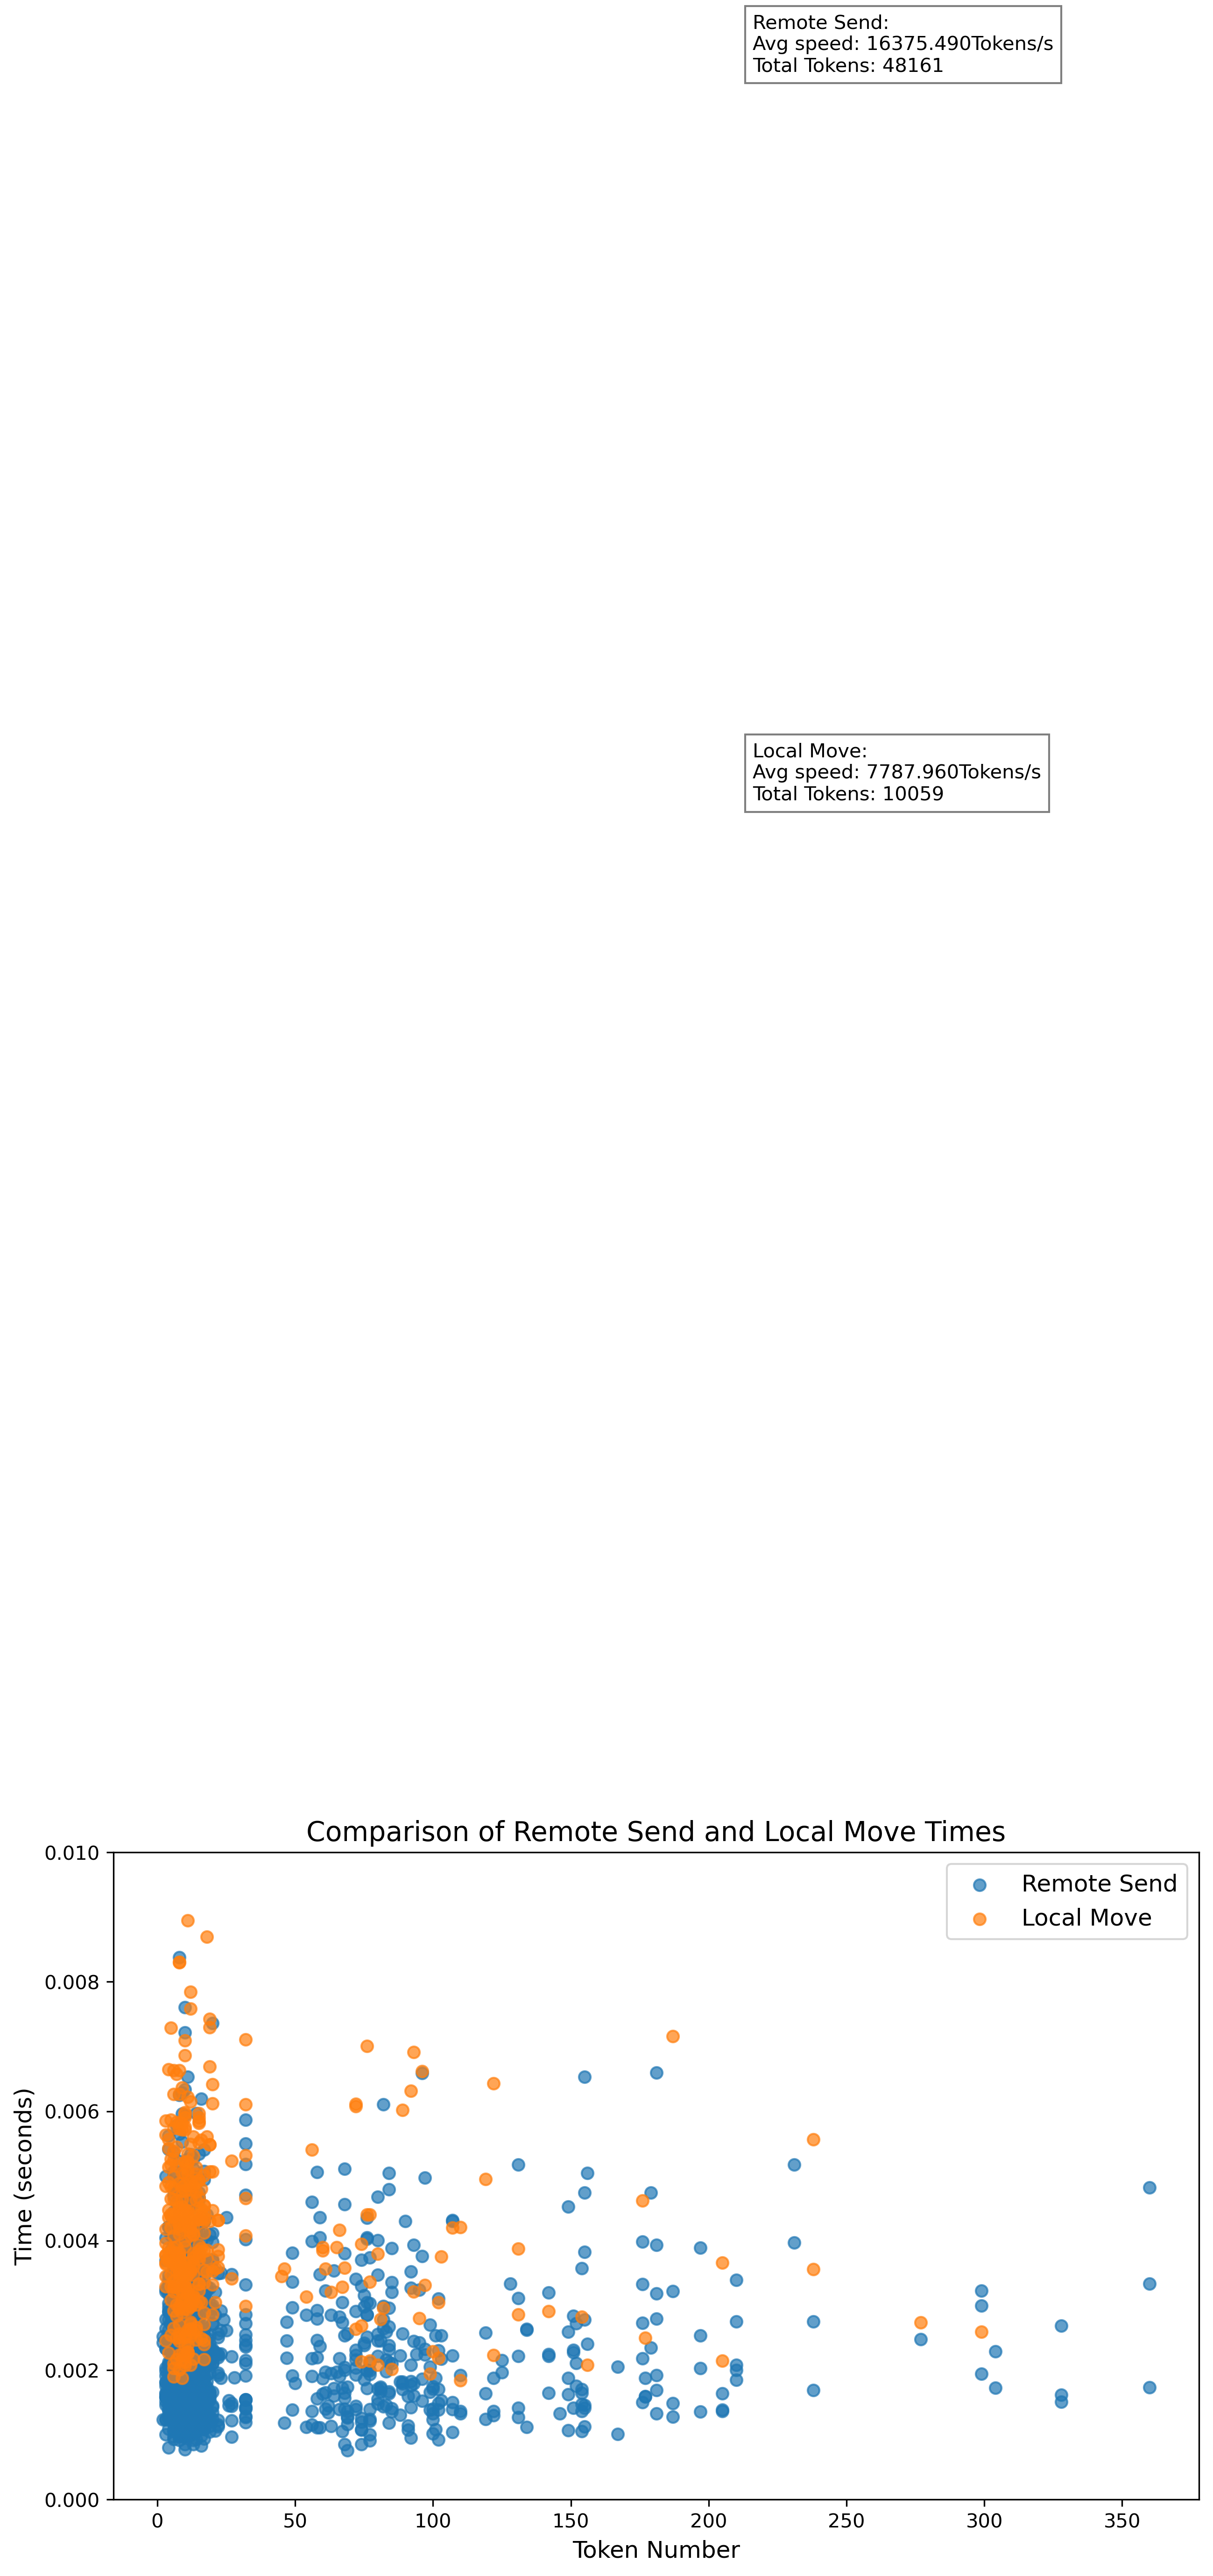 Remote Send:
Avg speed: 16375.490Tokens/s
Total Tokens: 48161
Local Move:
Avg speed: 7787.960Tokens/s
Total Tokens: 10059
Comparison of Remote Send and Local Move Times
0.010
0.008
0.006
0.004
0.002
0.000
Time (seconds)
Remote Send
Local Move
0 50 100 150 200 250 300 350
Token Number